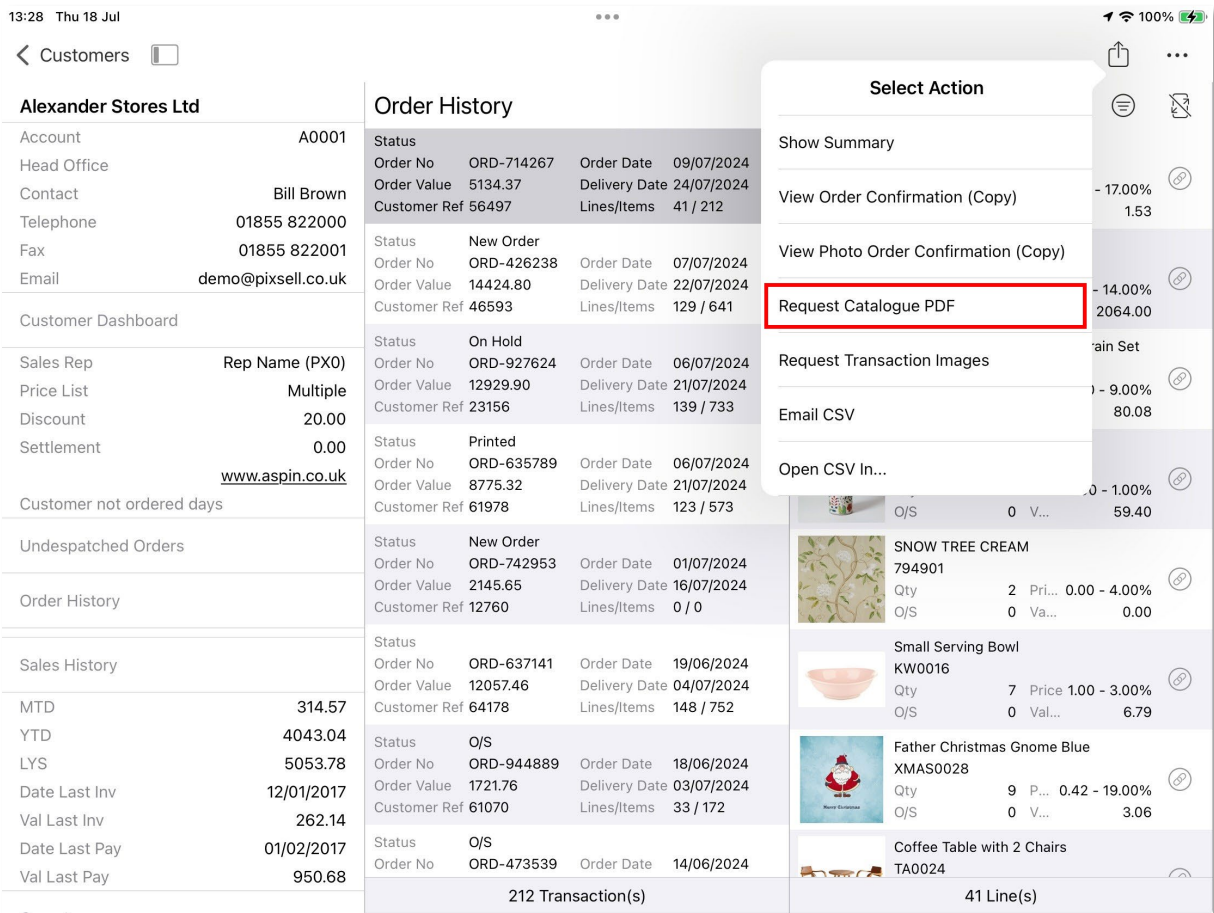 13:28 Thu 18 Jul
100%
Customers
Alexander Stores Ltd
Account A0001
Head Office
Contact Bill Brown
Telephone 01855 822000
Fax 01855 822001
Email demo@pixsell.co.uk
Customer Dashboard
Sales Rep Rep Name (PX0)
Price List Multiple
Discount 20.00
Settlement 0.00
www.aspin.co.uk
Customer not ordered days
Undespatched Orders
Order History
Sales History
MTD 314.57
YTD 4043.04
LYS 5053.78
Date Last Inv 12/01/2017
Val Last Inv 262.14
Date Last Pay 01/02/2017
Val Last Pay 950.68
Order History
Status
Order No ORD-714267 Order Date 09/07/2024
Order Value 5134.37 Delivery Date 24/07/2024
Customer Ref 56497 Lines/Items 41 / 212
Status New Order
Order No ORD-426238 Order Date 07/07/2024
Order Value 14424.80 Delivery Date 22/07/2024
Customer Ref 46593 Lines/Items 129 / 641
Status On Hold
Order No ORD-927624 Order Date 06/07/2024
Order Value 12929.90 Delivery Date 21/07/2024
Customer Ref 23156 Lines/Items 139 / 733
Status Printed
Order No ORD-635789 Order Date 06/07/2024
Order Value 8775.32 Delivery Date 21/07/2024
Customer Ref 61978 Lines/Items 123 / 573
Status New Order
Order No ORD-742953 Order Date 01/07/2024
Order Value 2145.65 Delivery Date 16/07/2024
Customer Ref 12760 Lines/Items 0 / 0
Status
Order No ORD-637141 Order Date 19/06/2024
Order Value 12057.46 Delivery Date 04/07/2024
Customer Ref 64178 Lines/Items 148 / 752
Status O/S
Order No ORD-944889 Order Date 18/06/2024
Order Value 1721.76 Delivery Date 03/07/2024
Customer Ref 61070 Lines/Items 33 / 172
Status O/S
Order No ORD-473539 Order Date 14/06/2024
212 Transaction(s)
Select Action
Show Summary
View Order Confirmation (Copy)
View Photo Order Confirmation (Copy)
Request Catalogue PDF
Request Transaction Images
Email CSV
Open CSV In...
- 17.00%
1.53
- 14.00%
2064.00
rain Set
- 9.00%
80.08
0 - 1.00%
O/S 0 V... 59.40
SNOW TREE CREAM
794901
Qty 2 Pri... 0.00 - 4.00%
O/S 0 Va... 0.00
Small Serving Bowl
KW0016
Qty 7 Price 1.00 - 3.00%
O/S 0 Val... 6.79
Father Christmas Gnome Blue
XMAS0028
Qty 9 P... 0.42 - 19.00%
O/S 0 V... 3.06
Merry Christmas
Coffee Table with 2 Chairs
TA0024
41 Line(s)